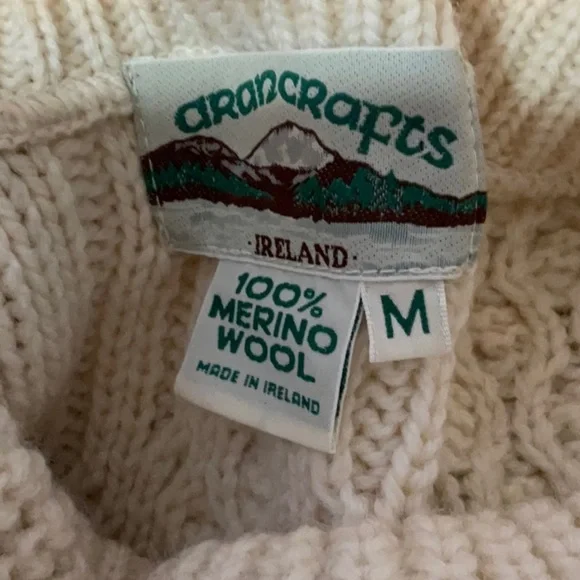 arancrafts
·IRELAND·
100%
MERINO
WOOL
MADE IN IRELAND
M